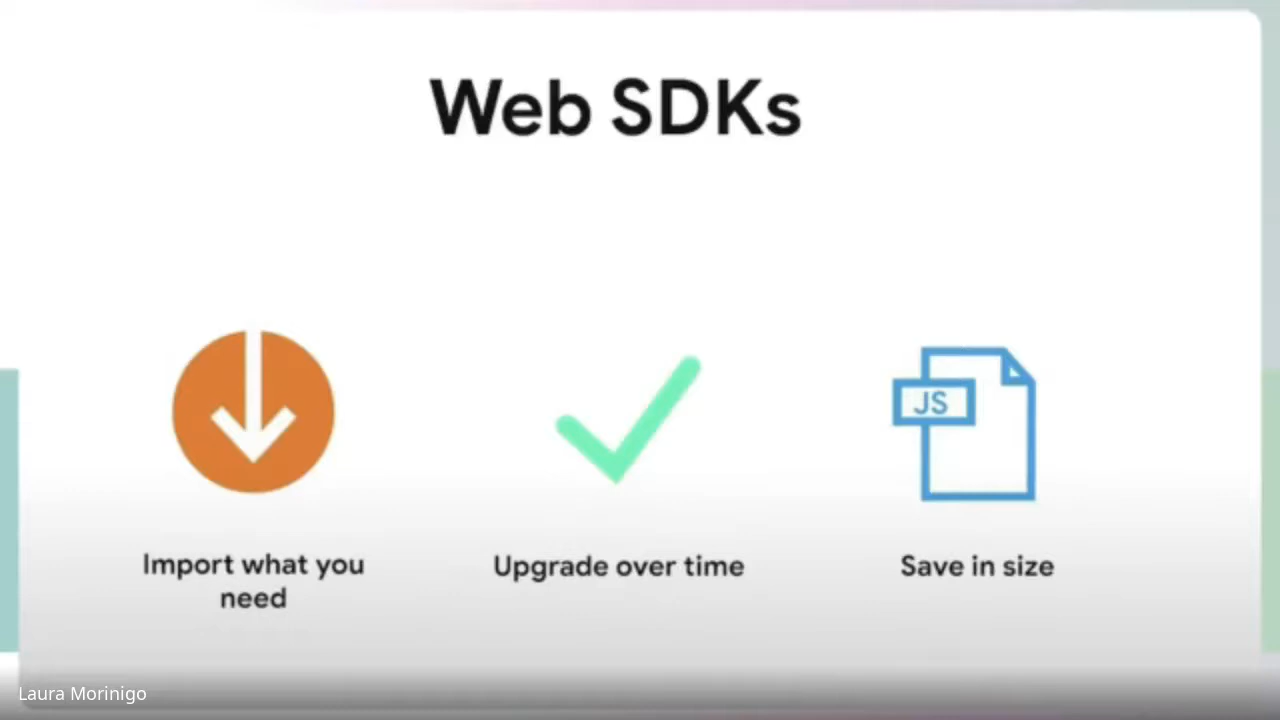 Web SDKs
JS
Import what you
need
Upgrade over time
Save in size
Laura Morinigo